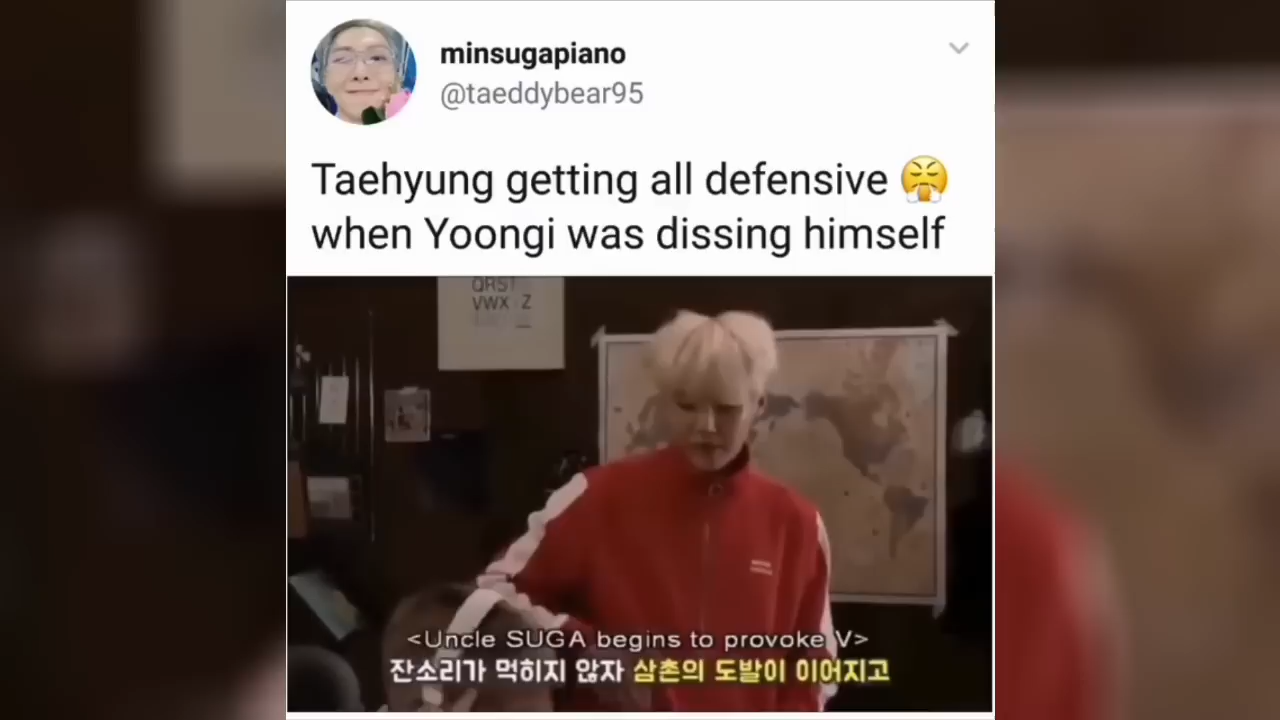 minsugapiano
@taeddybear95
Taehyung getting all defensive 😤
when Yoongi was dissing himself
QRST
VWX Z
<Uncle SUGA begins to provoke V>
잔소리가 먹히지 않자 삼촌의 도발이 이어지고